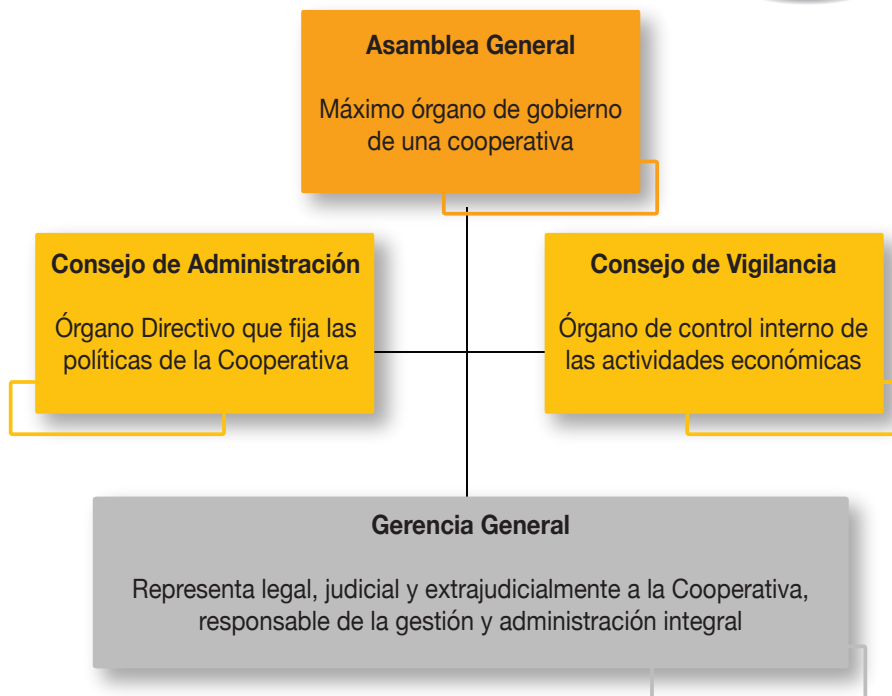 Asamblea General
Máximo órgano de gobierno
de una cooperativa
Consejo de Administración
Órgano Directivo que fija las
políticas de la Cooperativa
Consejo de Vigilancia
Órgano de control interno de
las actividades económicas
Gerencia General
Representa legal, judicial y extrajudicialmente a la Cooperativa,
responsable de la gestión y administración integral